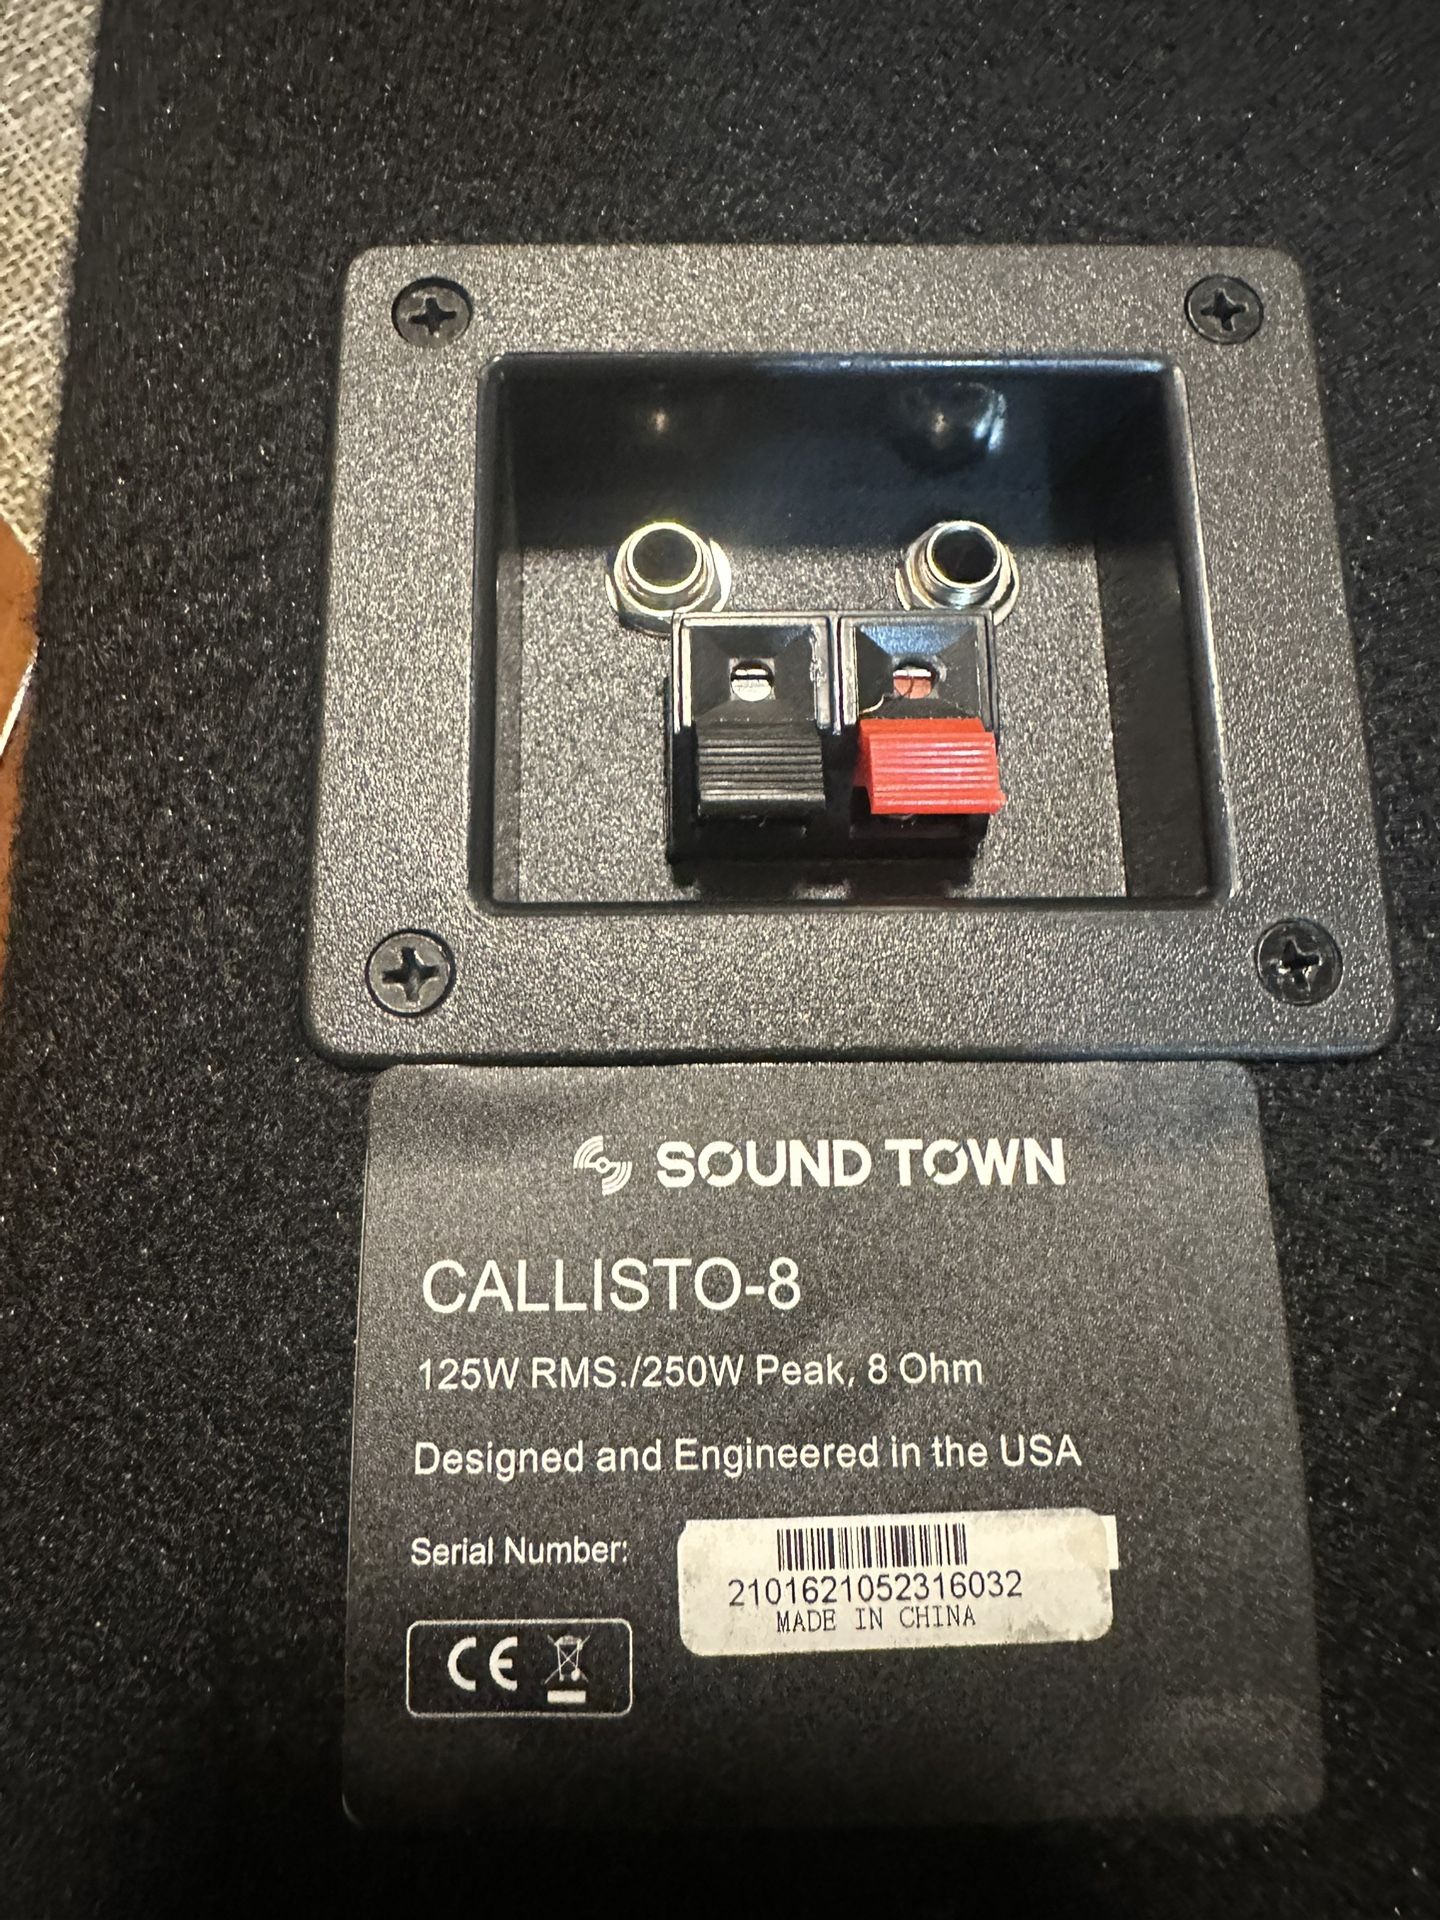 SOUND TOWN
CALLISTO-8
125W RMS./250W Peak, 8 Ohm
Designed and Engineered in the USA
Serial Number:
2101621052316032
MADE IN CHINA
CE